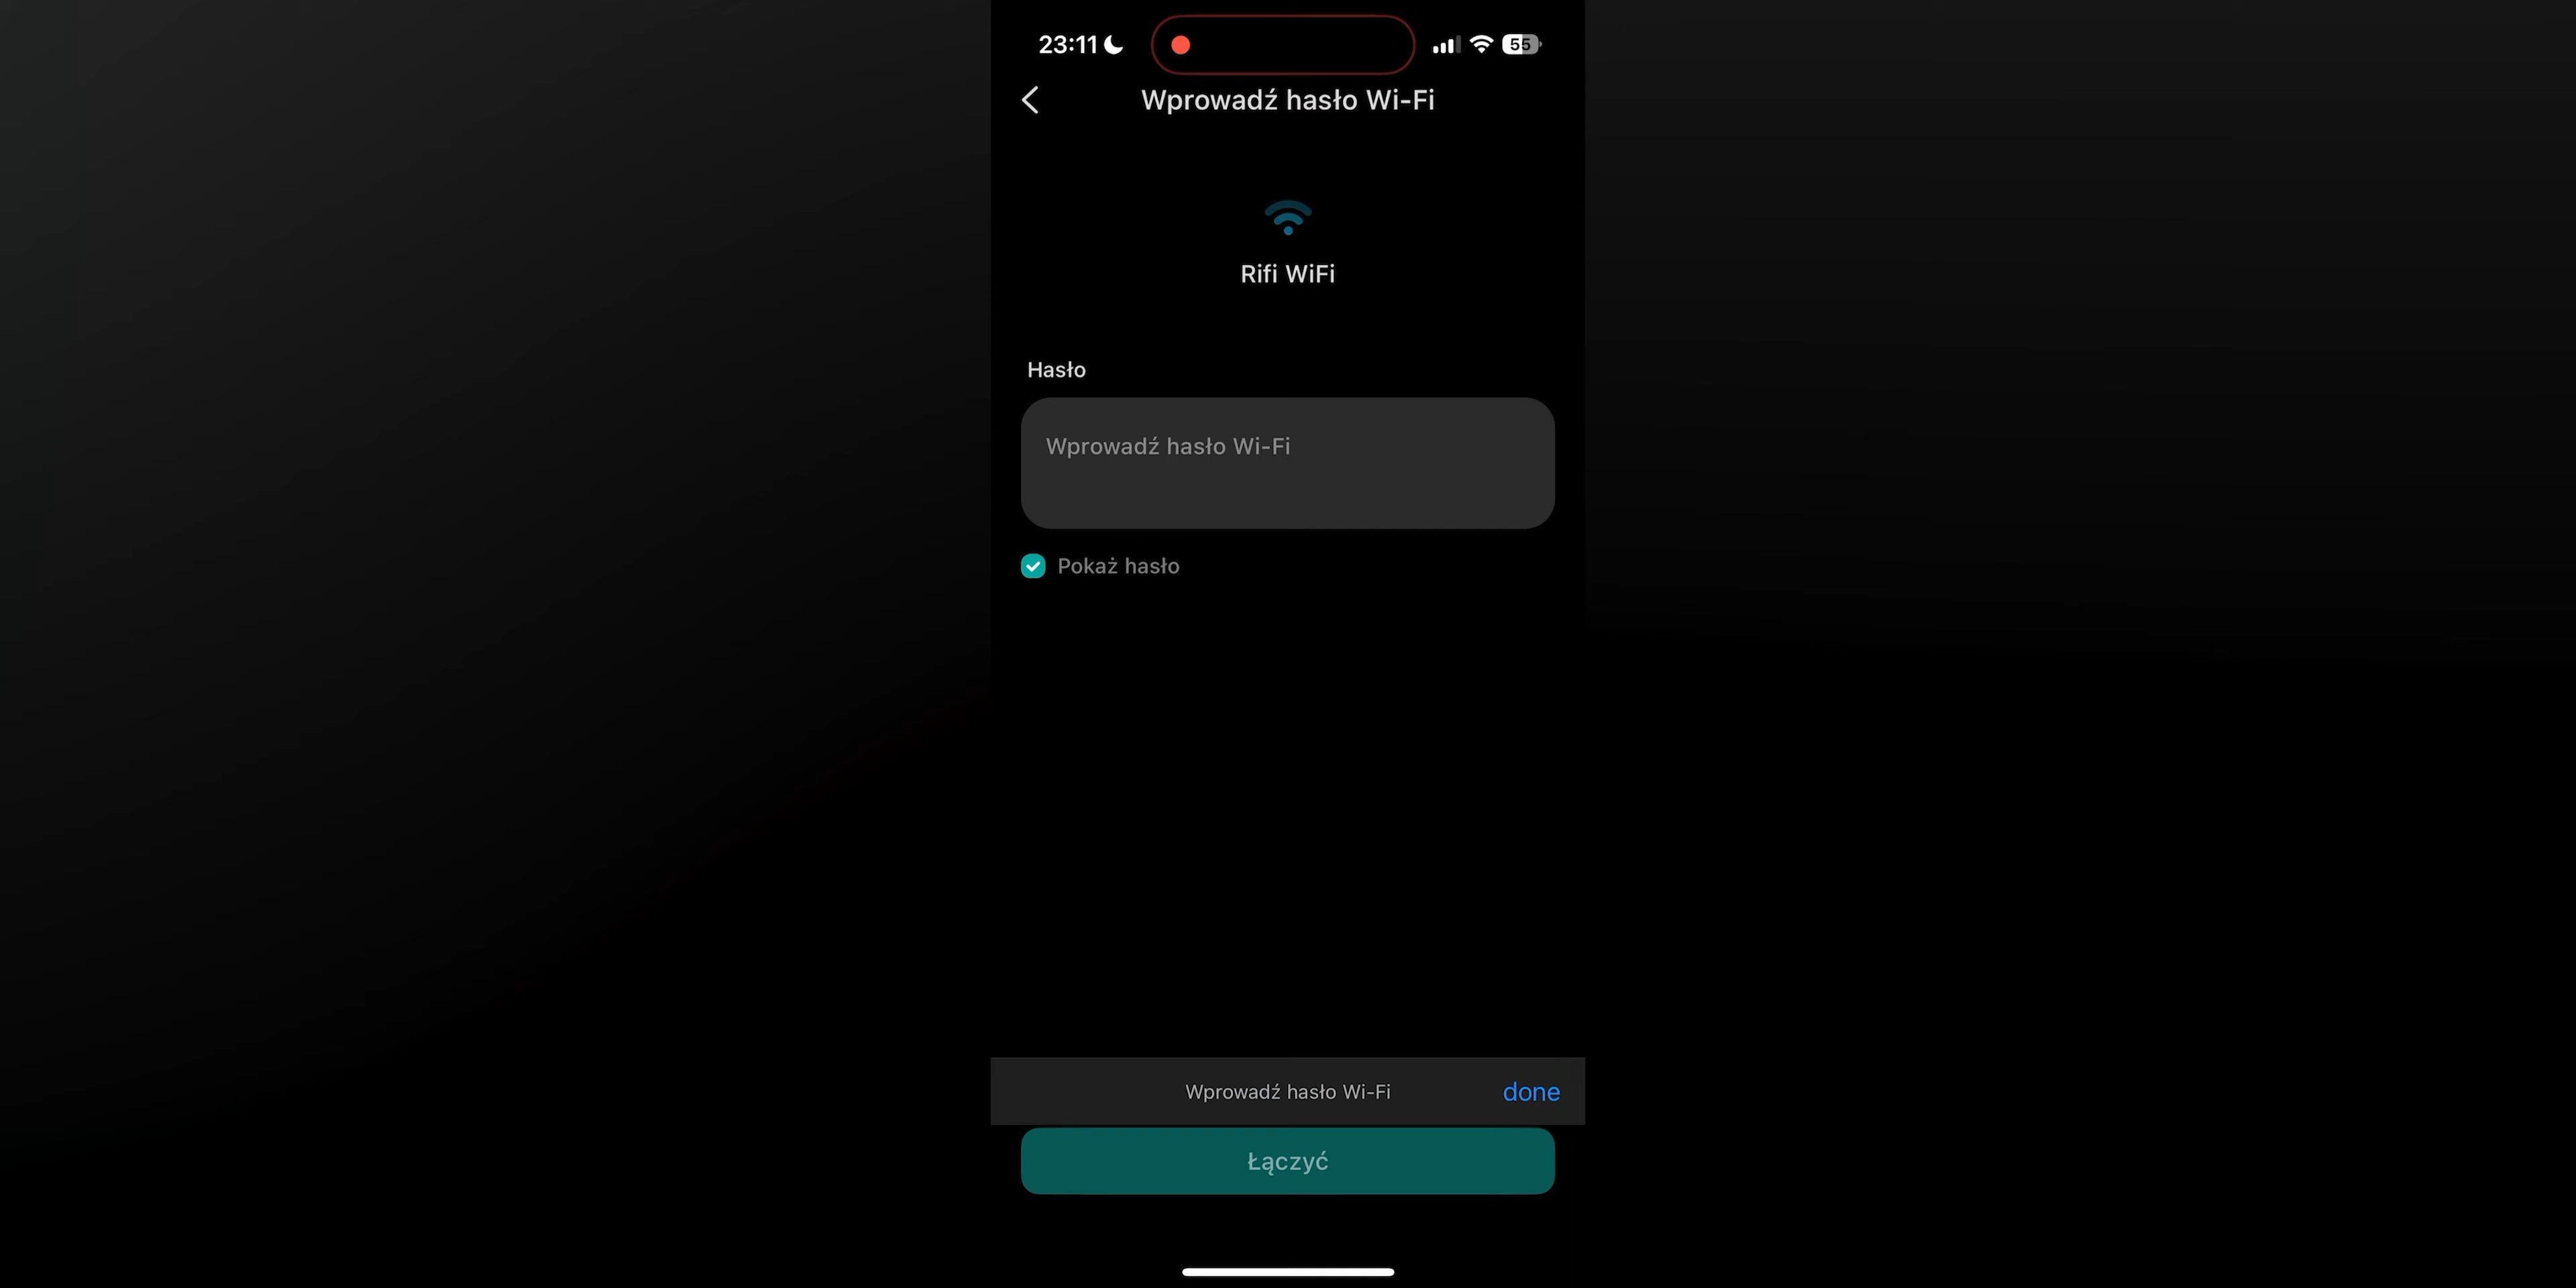 23:11
55
Wprowadź hasło Wi-Fi
Rifi WiFi
Hasło
Wprowadź hasło Wi-Fi
Pokaż hasło
Wprowadź hasło Wi-Fi
done
Łączyć